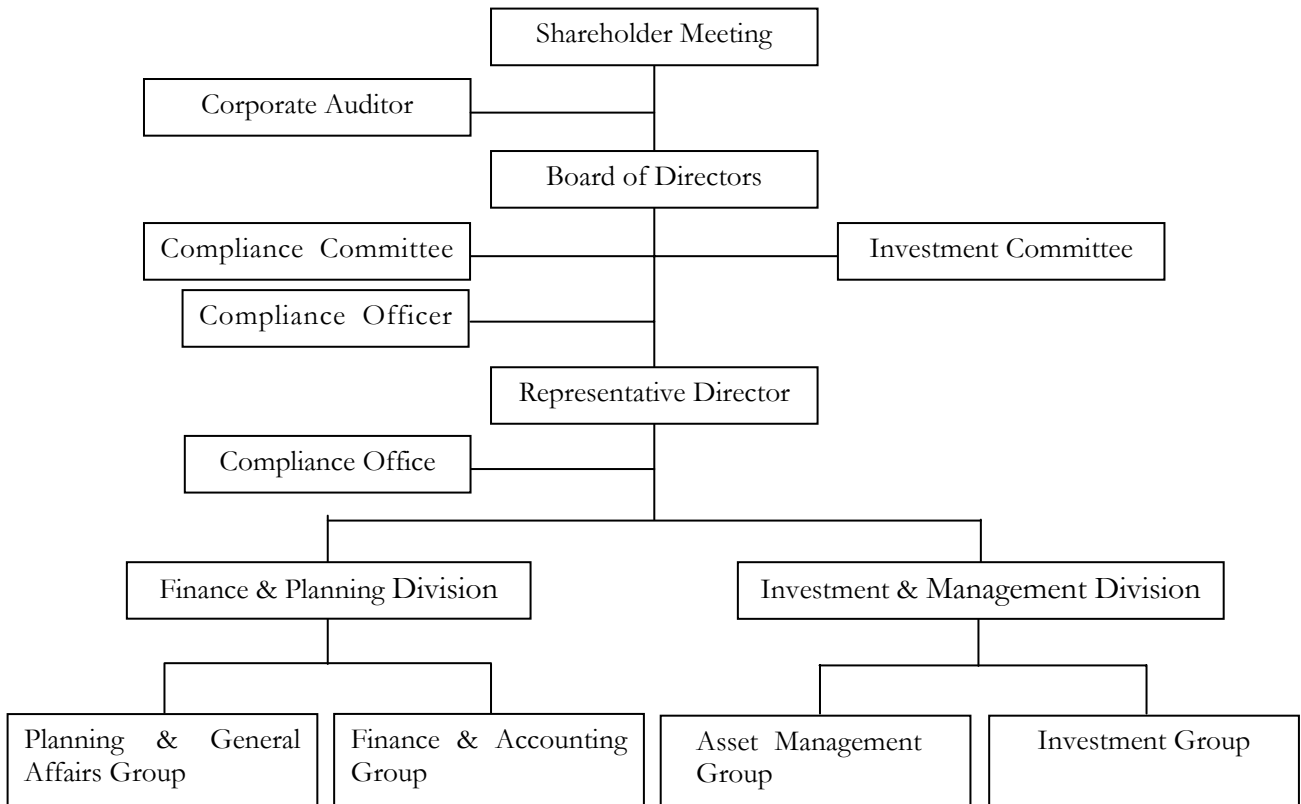 Shareholder Meeting
Corporate Auditor
Board of Directors
Compliance Committee
Investment Committee
Compliance Officer
Representative Director
Compliance Office
Finance & Planning Division
Investment & Management Division
Planning & General
Affairs Group
Finance & Accounting
Group
Asset Management
Group
Investment Group